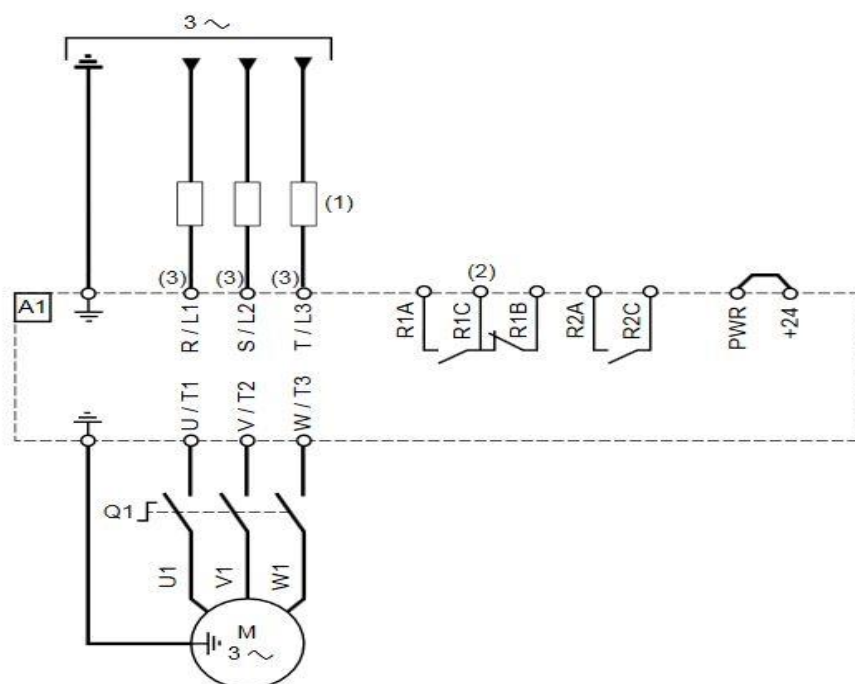 3 ~
(1)
(3) (3) (3) (2)
A1
R / L1 S / L2 T / L3 R1A R1C R1B R2A R2C PWR +24
U / T1 V / T2 W / T3
Q1
U1 V1 W1
M
3 ~